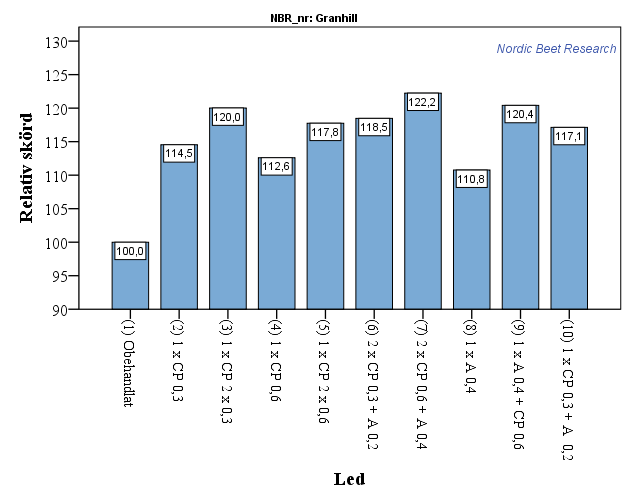 NBR_nr: Granhill
Nordic Beet Research
Relativ skörd
130
125
120
115
110
105
100
95
90
100,0
114,5
120,0
112,6
117,8
118,5
122,2
110,8
120,4
117,1
(1) Obehandlat
(2) 1 x CP 0,3
(3) 1 x CP 2 x 0,3
(4) 1 x CP 0,6
(5) 1 x CP 2 x 0,6
(6) 2 x CP 0,3 + A 0,2
(7) 2 x CP 0,6 + A 0,4
(8) 1 x A 0,4
(9) 1 x A 0,4 + CP 0,6
(10) 1 x CP 0,3 + A 0,2
Led